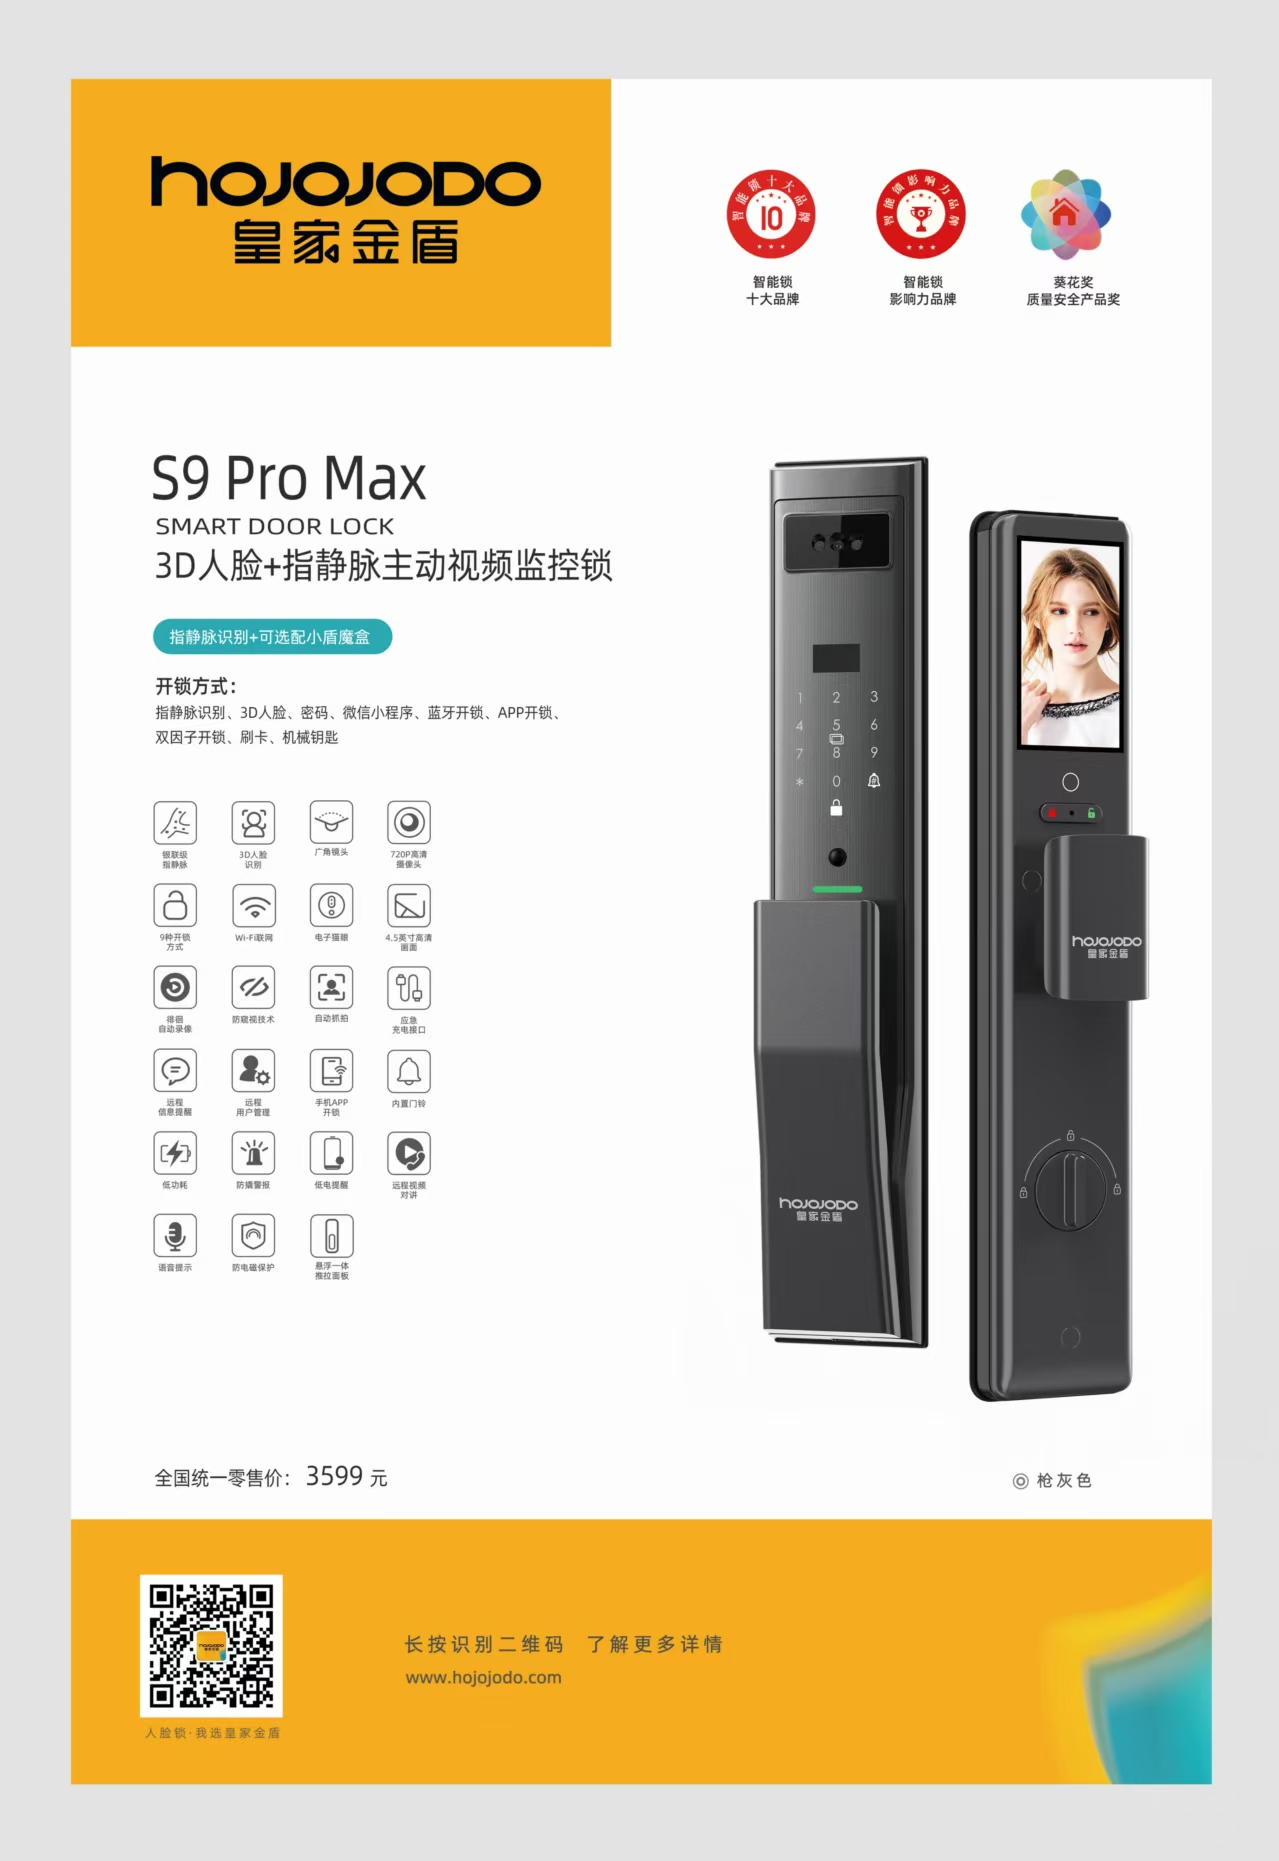 hojojodo
皇家金盾
智能锁十大品牌
10
智能锁影响力品牌
智能锁
十大品牌
智能锁
影响力品牌
葵花奖
质量安全产品奖
S9 Pro Max
SMART DOOR LOCK
3D人脸+指静脉主动视频监控锁
指静脉识别+可选配小盾魔盒
开锁方式：
指静脉识别、3D人脸、密码、微信小程序、蓝牙开锁、APP开锁、
双因子开锁、刷卡、机械钥匙
银联级
指静脉
3D人脸
识别
广角镜头
720P高清
摄像头
9种开锁
方式
Wi-Fi联网
电子猫眼
4.5英寸高清
画面
徘徊
自动录像
防窥视技术
自动抓拍
应急
充电接口
远程
信息提醒
远程
用户管理
手机APP
开锁
内置门铃
低功耗
防撬警报
低电提醒
远程视频
对讲
语音提示
防电磁保护
悬浮一体
推拉面板
1 2 3
4 5 6
7 8 9
* 0 #
hojojodo
皇家金盾
hojojodo
皇家金盾
全国统一零售价： 3599 元
枪灰色
hojojodo
皇家金盾
人脸锁·我选皇家金盾
长按识别二维码 了解更多详情
www.hojojodo.com